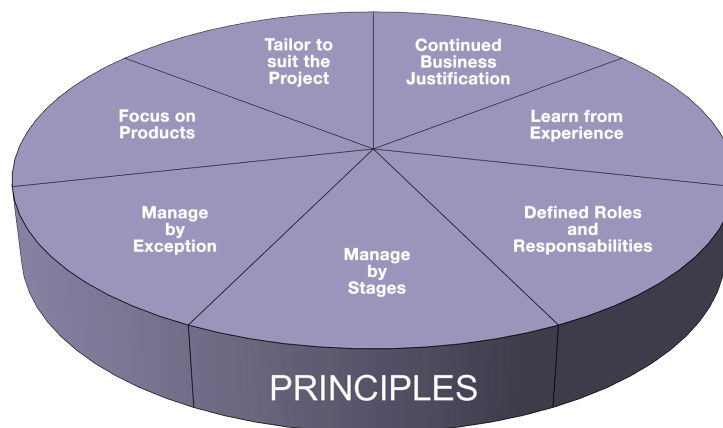 Tailor to
suit the
Project
Continued
Business
Justification
Focus on
Products
Learn from
Experience
Manage
by
Exception
Defined Roles
and
Responsabilities
Manage
by
Stages
PRINCIPLES